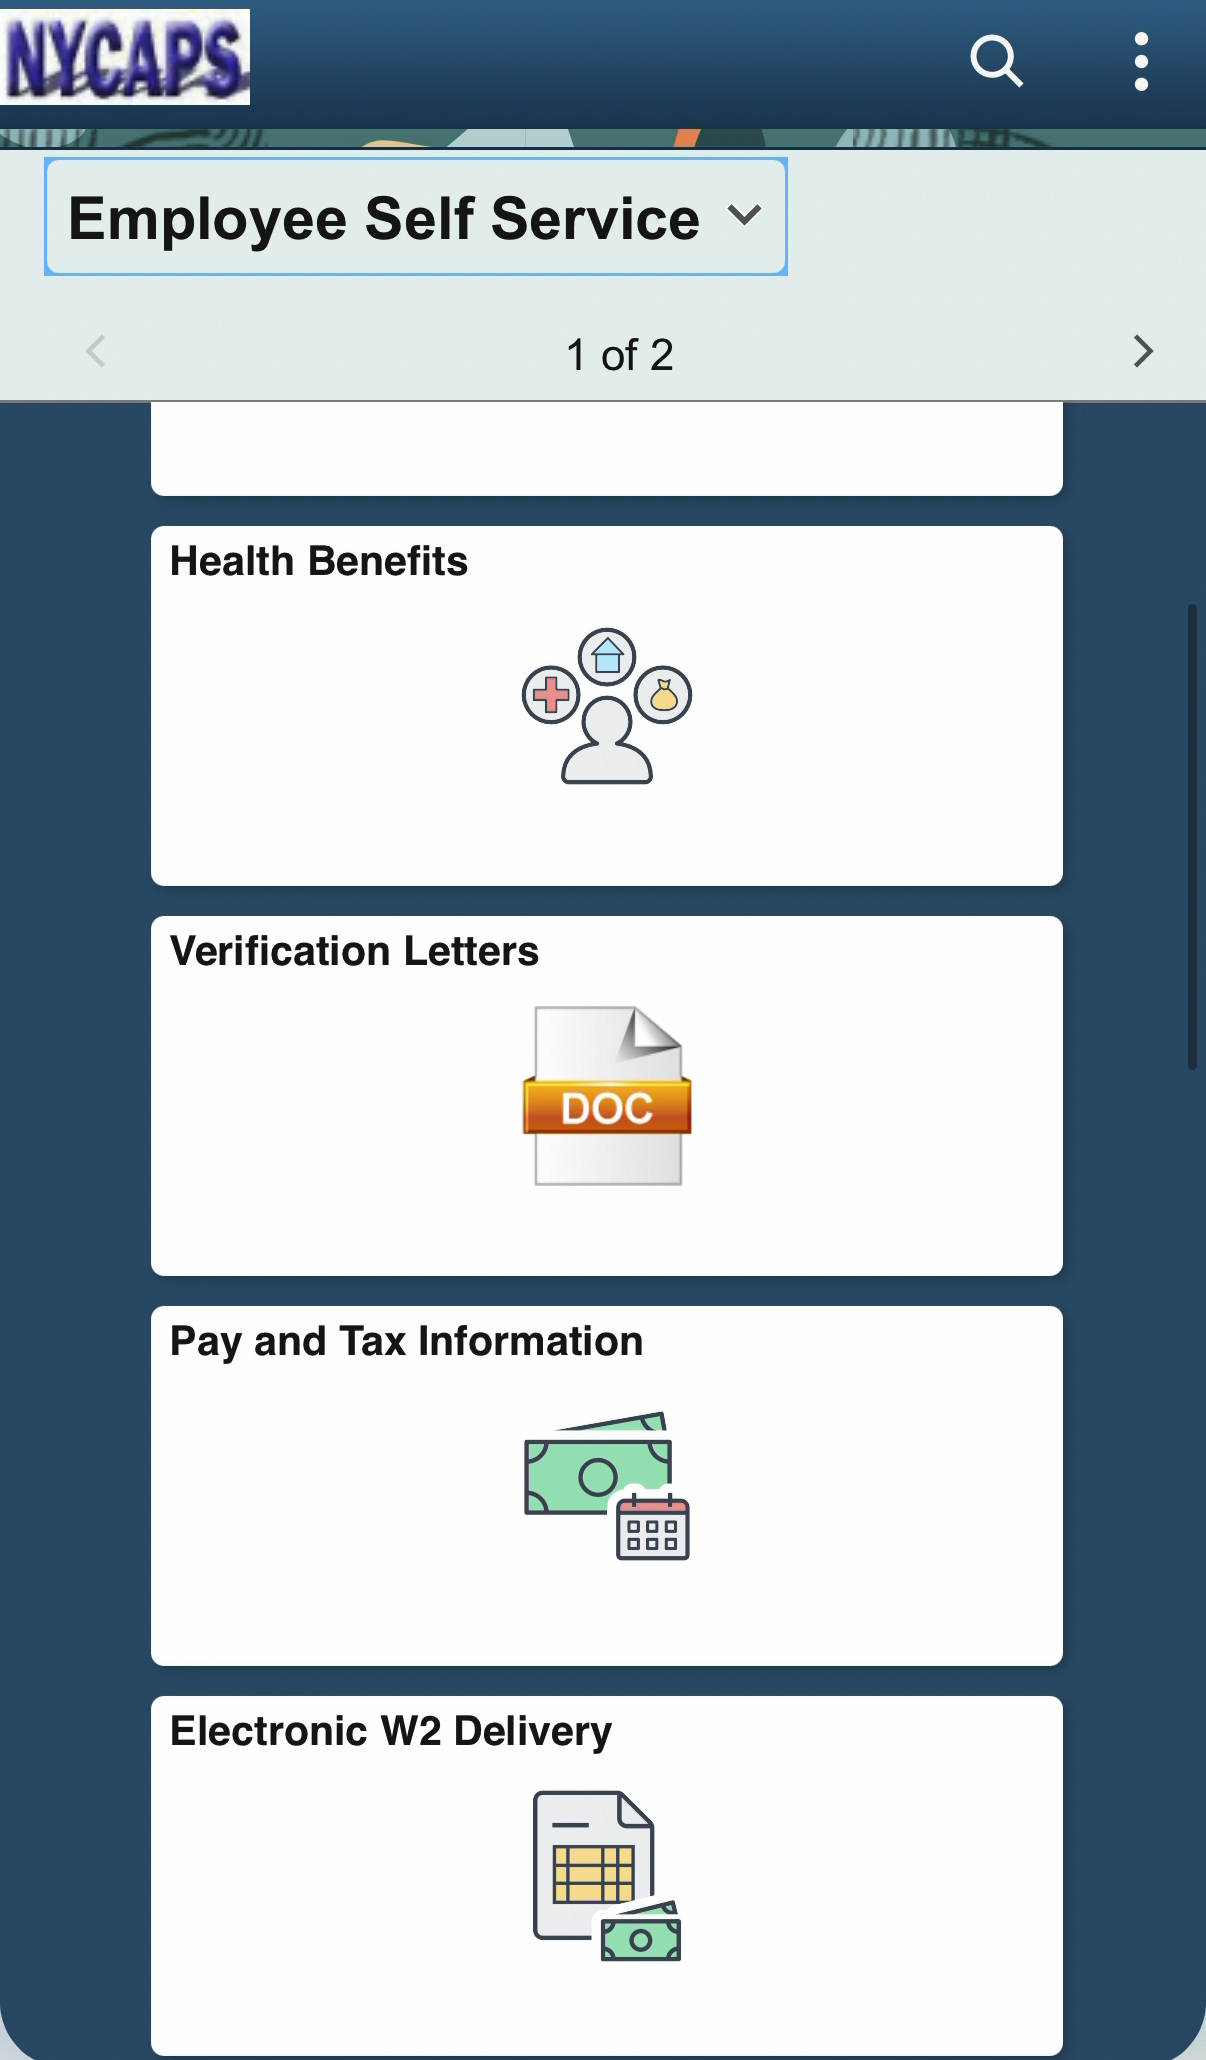 NYCAPS
Employee Self Service
1 of 2
Health Benefits
Verification Letters
DOC
Pay and Tax Information
Electronic W2 Delivery